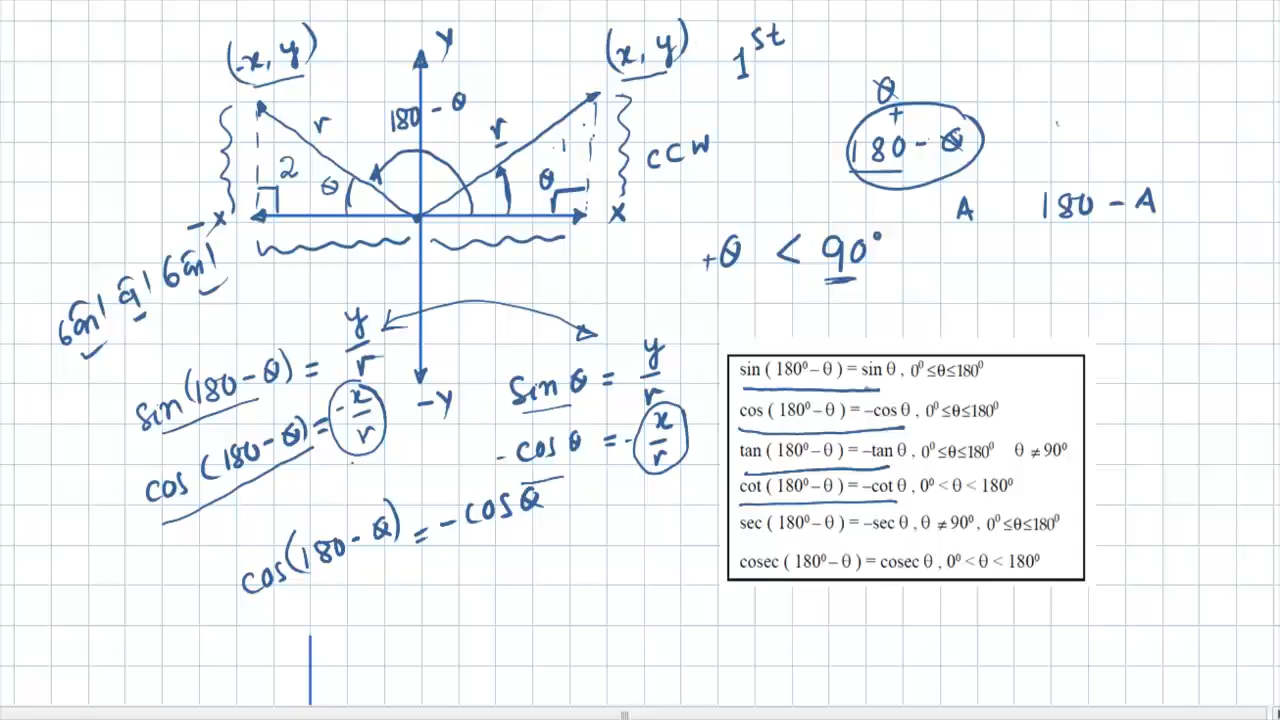 (-x, y)
Y
(x, y)
1st
θ
+
180 - θ
r
180 - θ
r
1
CCW
2
θ
θ
-X
X
A
180 - A
+θ < 90°
sin(180-θ) = y/r
Sin θ = y/r
-Y
cos(180-θ) = -x/r
- cos θ = - x/r
cos(180-θ) = -cos θ
sin ( 180⁰ – θ ) = sin θ , 0⁰ ≤ θ ≤ 180⁰
cos ( 180⁰ – θ ) = –cos θ , 0⁰ ≤ θ ≤ 180⁰
tan ( 180⁰ – θ ) = –tan θ , 0⁰ ≤ θ ≤ 180⁰ θ ≠ 90⁰
cot ( 180⁰ – θ ) = –cot θ , 0⁰ < θ < 180⁰
sec ( 180⁰ – θ ) = –sec θ , θ ≠ 90⁰ , 0⁰ ≤ θ ≤ 180⁰
cosec ( 180⁰ – θ ) = cosec θ , 0⁰ < θ < 180⁰